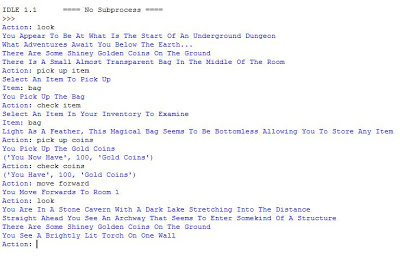 IDLE 1.1      ==== No Subprocess ====
>>>
Action: look
You Appear To Be At What Is The Start Of An Underground Dungeon
What Adventures Await You Below The Earth...
There Are Some Shiney Golden Coins On The Ground
There Is A Small Almost Transparent Bag In The Middle Of The Room
Action: pick up item
Select An Item To Pick Up
Item: bag
You Pick Up The Bag
Action: check item
Select An Item In Your Inventory To Examine
Item: bag
Light As A Feather, This Magical Bag Seems To Be Bottomless Allowing You To Store Any Item
Action: pick up coins
You Pick Up The Gold Coins
('You Now Have', 100, 'Gold Coins')
Action: check coins
('You Have', 100, 'Gold Coins')
Action: move forward
You Move Forwards To Room 1
Action: look
You Are In A Stone Cavern With A Dark Lake Stretching Into The Distance
Straight Ahead You See An Archway That Seems To Enter Somekind Of A Structure
There Are Some Shiney Golden Coins On The Ground
You See A Brightly Lit Torch On One Wall
Action: